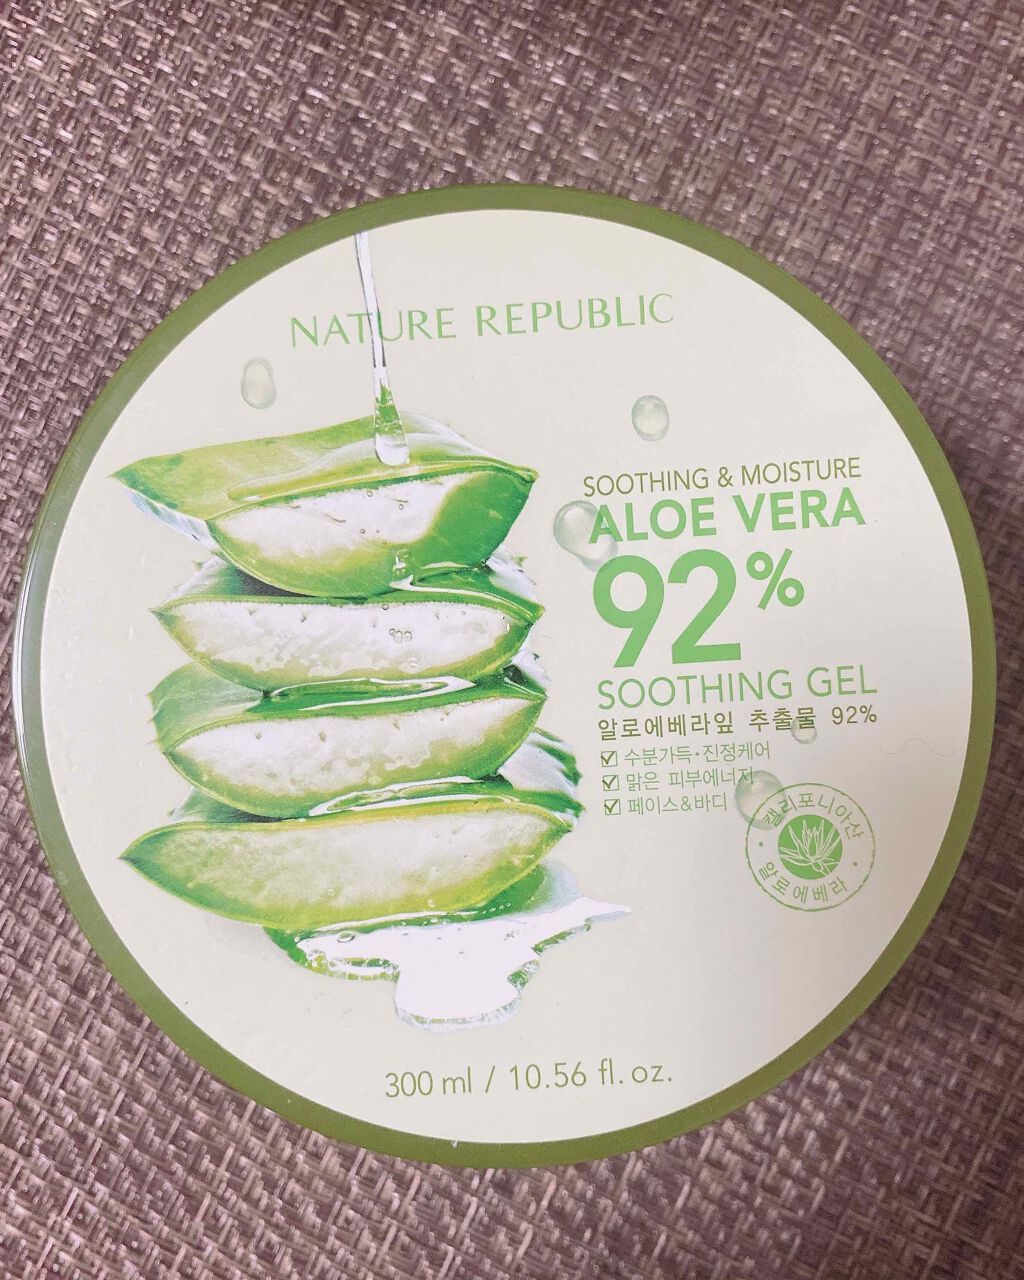 NATURE REPUBLIC
SOOTHING & MOISTURE
ALOE VERA
92%
SOOTHING GEL
알로에베라잎 추출물 92%
☑ 수분가득·진정케어
☑ 맑은 피부에너지
☑ 페이스&바디
캘리포니아산
알로에베라
300 ml / 10.56 fl. oz.